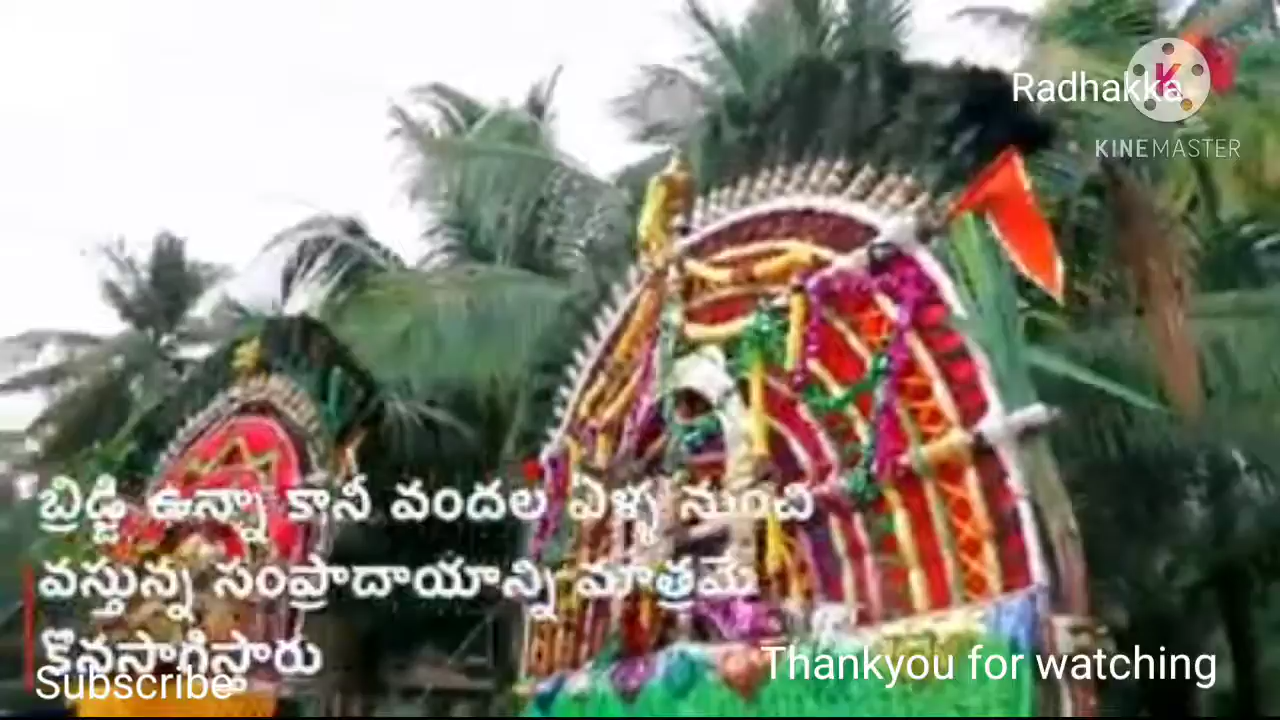 Radhakka
KINEMASTER
బ్రిడ్జి ఉన్నా కానీ వందల ఏళ్ళ నుంచి
వస్తున్న సంప్రాదాయాన్ని మాత్రమే
కొనసాగిస్తారు
Subscribe
Thankyou for watching